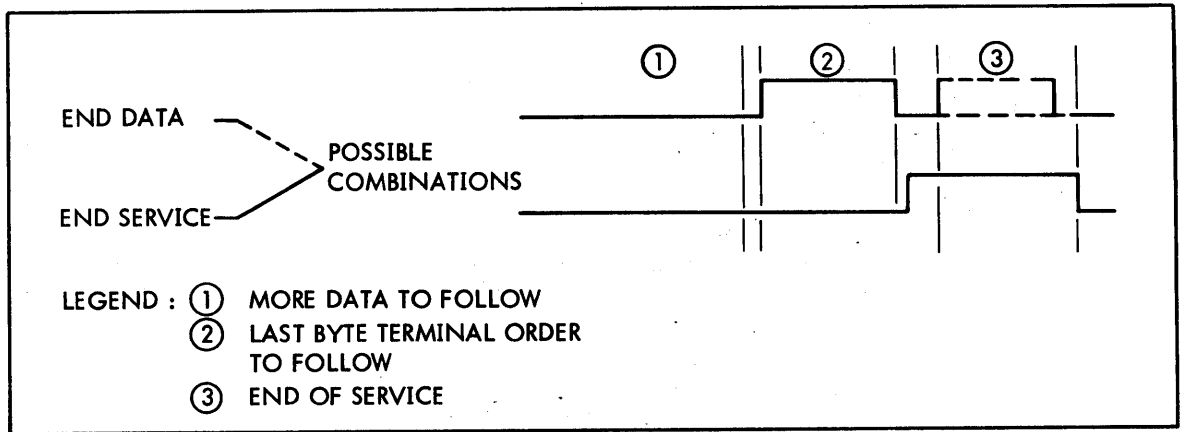 ① ② ③
END DATA
POSSIBLE
COMBINATIONS
END SERVICE
LEGEND : ① MORE DATA TO FOLLOW
② LAST BYTE TERMINAL ORDER
TO FOLLOW
③ END OF SERVICE